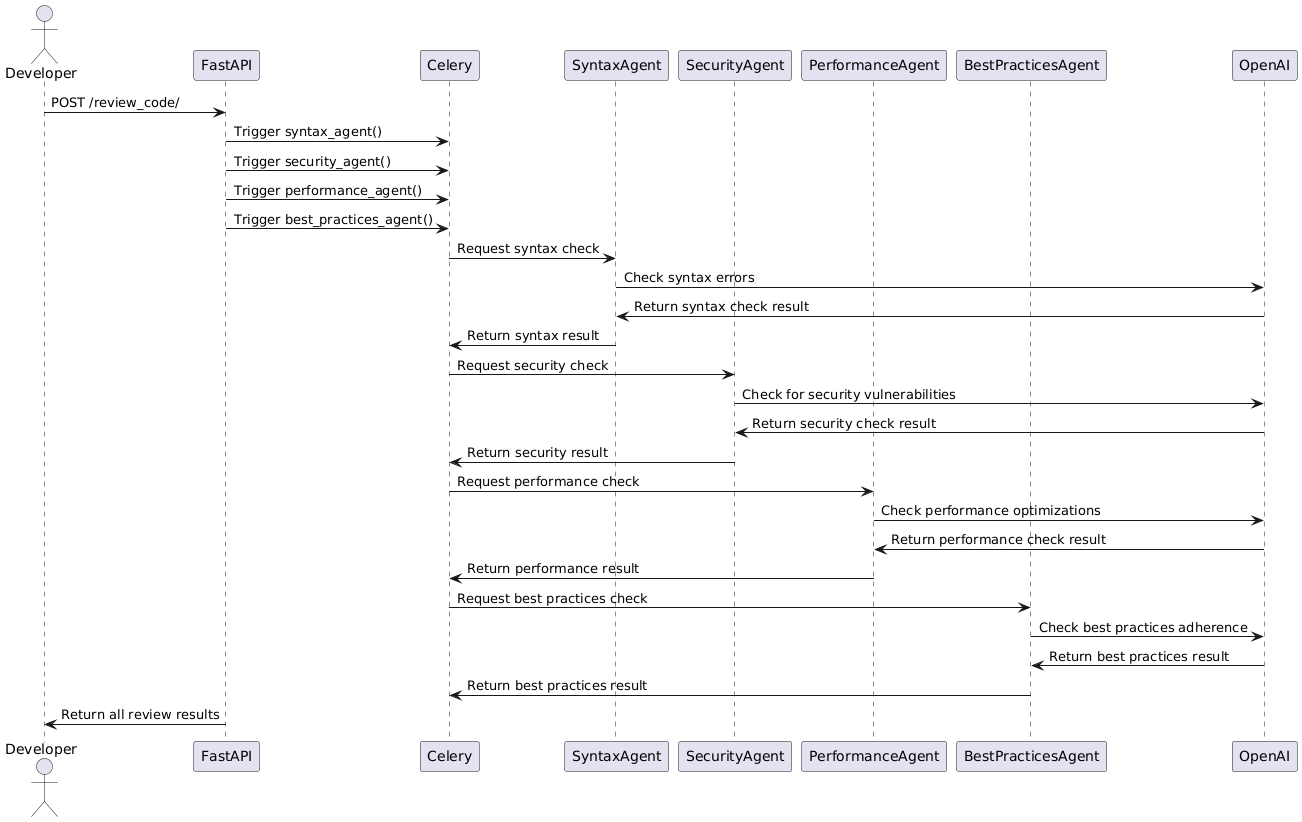 Developer
FastAPI
Celery
SyntaxAgent
SecurityAgent
PerformanceAgent
BestPracticesAgent
OpenAI
POST /review_code/
Trigger syntax_agent()
Trigger security_agent()
Trigger performance_agent()
Trigger best_practices_agent()
Request syntax check
Check syntax errors
Return syntax check result
Return syntax result
Request security check
Check for security vulnerabilities
Return security check result
Return security result
Request performance check
Check performance optimizations
Return performance check result
Return performance result
Request best practices check
Check best practices adherence
Return best practices result
Return best practices result
Return all review results
Developer
FastAPI
Celery
SyntaxAgent
SecurityAgent
PerformanceAgent
BestPracticesAgent
OpenAI